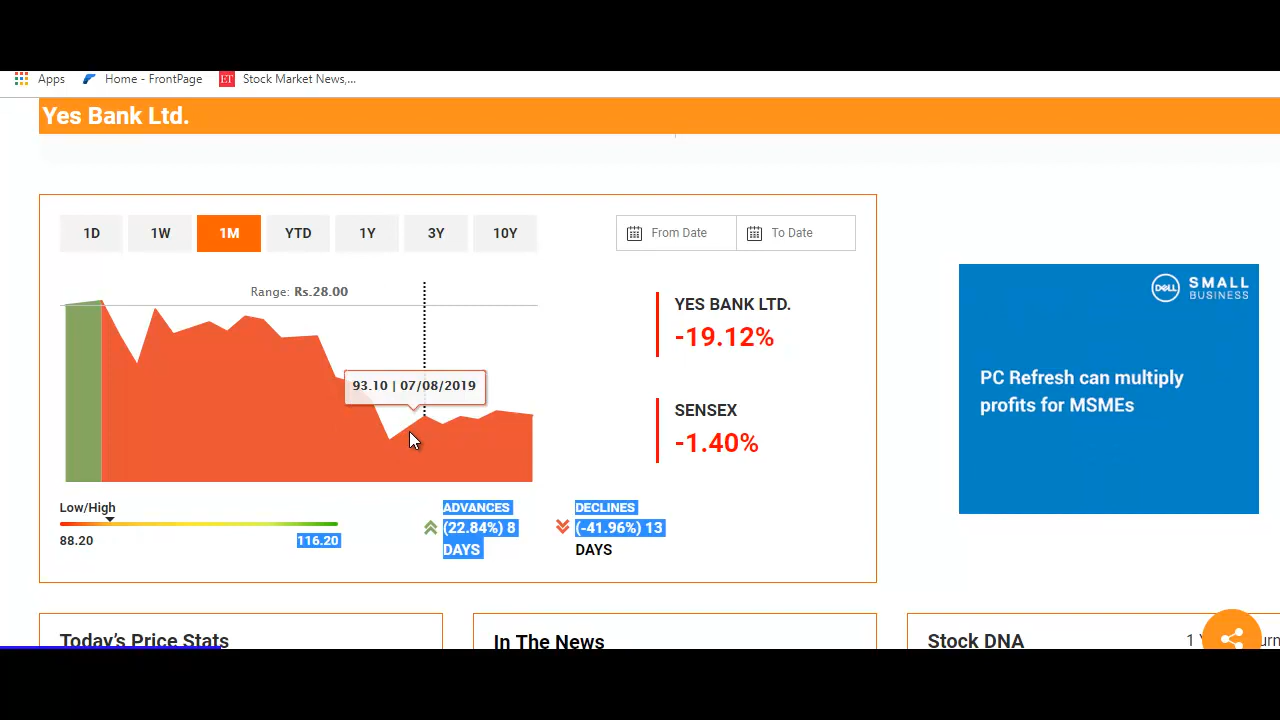 Apps Home - FrontPage ET Stock Market News,...
Yes Bank Ltd.
1D 1W 1M YTD 1Y 3Y 10Y From Date To Date
Range: Rs.28.00
93.10 | 07/08/2019
YES BANK LTD.
-19.12%
SENSEX
-1.40%
DELL SMALL
BUSINESS
PC Refresh can multiply
profits for MSMEs
Low/High
88.20 116.20
ADVANCES
(22.84%) 8
DAYS
DECLINES
(-41.96%) 13
DAYS
Today's Price Stats
In The News
Stock DNA
1